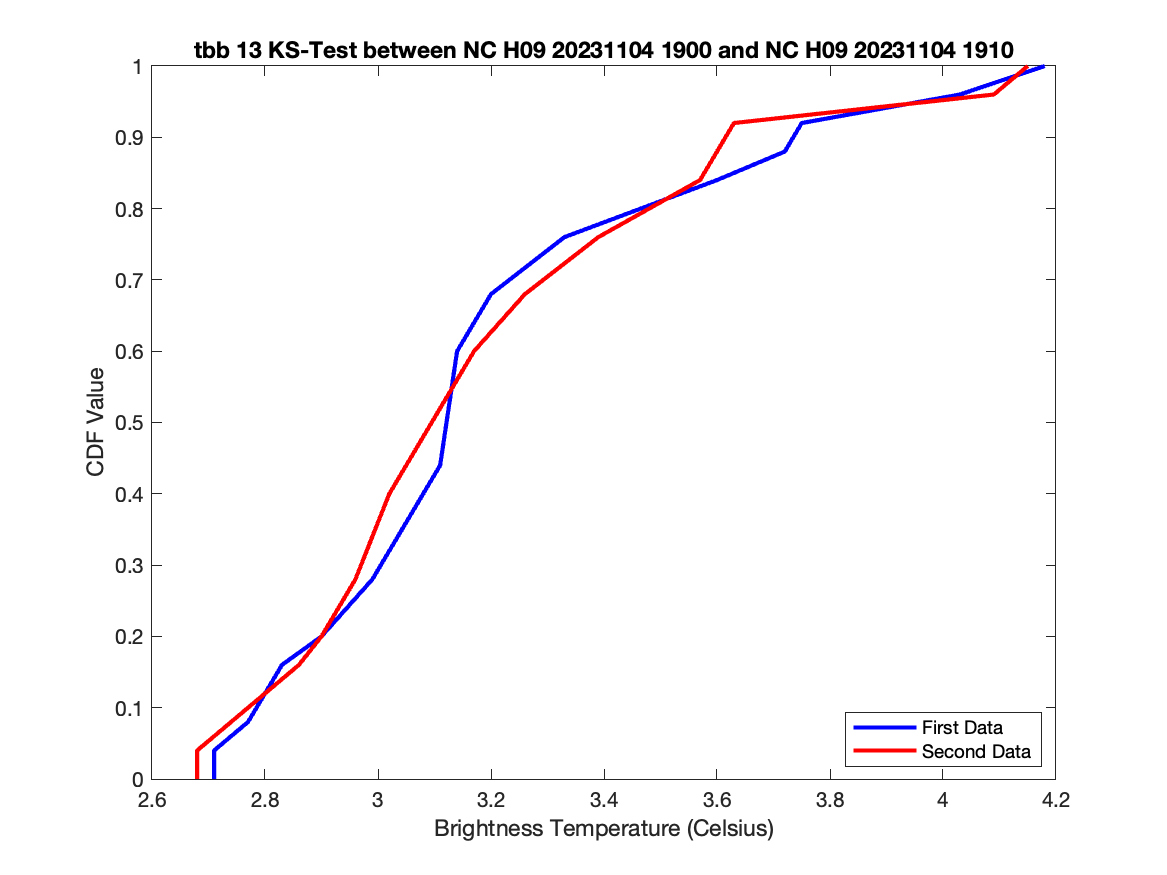 tbb 13 KS-Test between NC H09 20231104 1900 and NC H09 20231104 1910
1
0.9
0.8
0.7
0.6
0.5
0.4
0.3
0.2
0.1
0
CDF Value
First Data
Second Data
2.6 2.8 3 3.2 3.4 3.6 3.8 4 4.2
Brightness Temperature (Celsius)